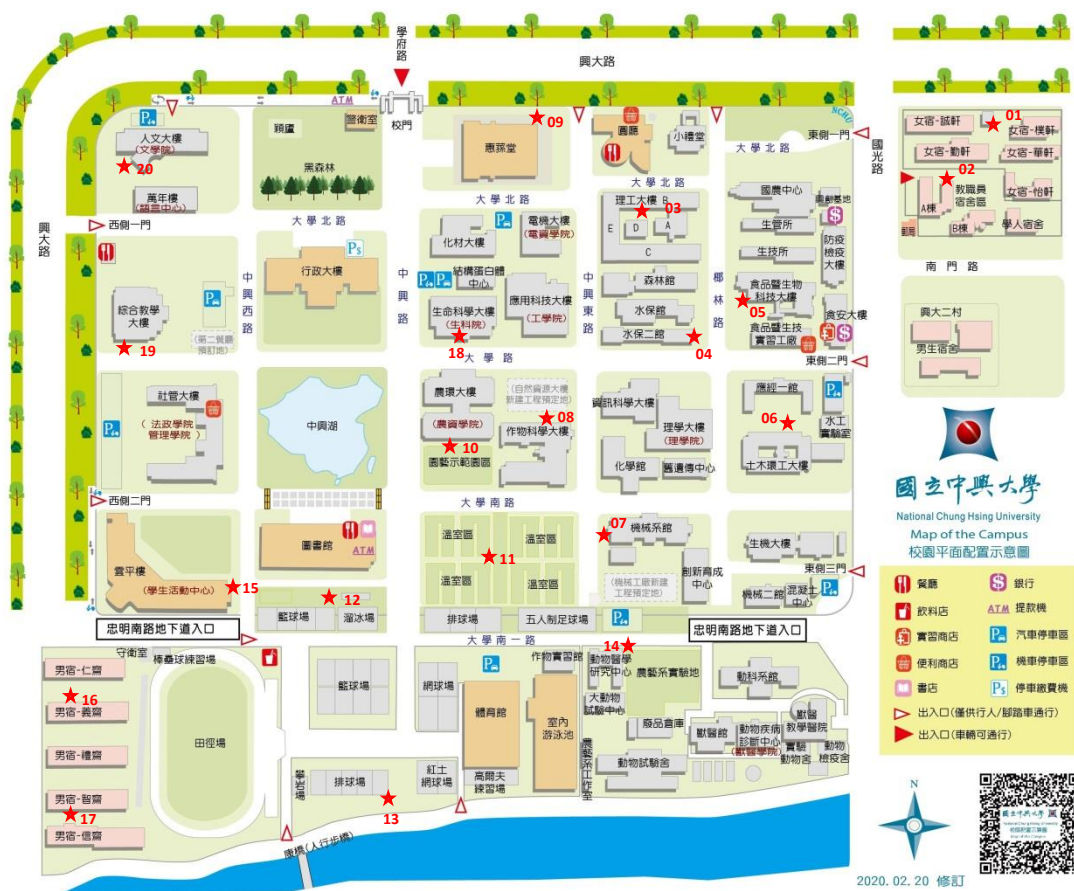 學府路
興大路
ATM
校門
警衛室
穎廬
黑森林
人文大樓
(文學院)
20
萬年樓
(語言中心)
西側一門
興大路
大學北路
中興西路
行政大樓
綜合教學
大樓
19
(第二餐廳
預訂地)
09
惠蓀堂
大學北路
中興路
化材大樓
電機大樓
(電資學院)
結構蛋白體
中心
生命科學大樓
(生科院)
18
應用科技大樓
(工學院)
大學路
圓廳
小禮堂
大學北路
大學北路
理工大樓
B
03
E
D
A
C
中興東路
森林館
水保館
水保二館
04
椰林路
NCHU
東側一門
國光路
國農中心
生管所
生技所
防疫
檢疫
大樓
食品暨生物
科技大樓
05
食品暨生技
實習工廠
食安大樓
東側二門
女宿-誠軒
01
女宿-樸軒
女宿-勤軒
女宿-華軒
02
教職員
宿舍區
女宿-怡軒
A棟
B棟
學人宿舍
郵局
南門路
興大二村
男生宿舍
社管大樓
(法政學院
管理學院)
中興湖
農環大樓
(農資學院)
10
園藝示範園區
(自然資源大樓
新建工程預定地)
08
作物科學大樓
資訊科學大樓
理學大樓
(理學院)
化學館
舊遺傳中心
應經一館
06
水工
實驗室
土木環工大樓
西側二門
大學南路
雲平樓
(學生活動中心)
15
圖書館
ATM
12
籃球場
溜冰場
溫室區
溫室區
11
溫室區
溫室區
排球場
五人制足球場
07
機械系館
(機械工廠新建
工程預定地)
創新育成
中心
生機大樓
東側三門
機械二館
混凝土
中心
忠明南路地下道入口
大學南一路
忠明南路地下道入口
守衛室
棒壘球練習場
男宿-仁齋
16
男宿-義齋
男宿-禮齋
男宿-智齋
17
男宿-信齋
田徑場
籃球場
網球場
體育館
作物實習館
室內
游泳池
14
動物醫學
研究中心
大動物
試驗中心
農藝系實驗地
廢品倉庫
動物試驗舍
農藝系工作室
動科系館
獸醫館
動物疾病
診斷中心
(獸醫學院)
獸醫
教學醫院
實驗
動物舍
動物
檢疫舍
攀岩場
排球場
紅土
網球場
高爾夫
練習場
13
康橋(人行步橋)
國立中興大學
National Chung Hsing University
Map of the Campus
校園平面配置示意圖
餐廳
銀行
飲料店
ATM 提款機
實習商店
汽車停車區
便利商店
機車停車區
書店
停車繳費機
出入口(僅供行人/腳踏車通行)
出入口(車輛可通行)
N
2020.02.20 修訂